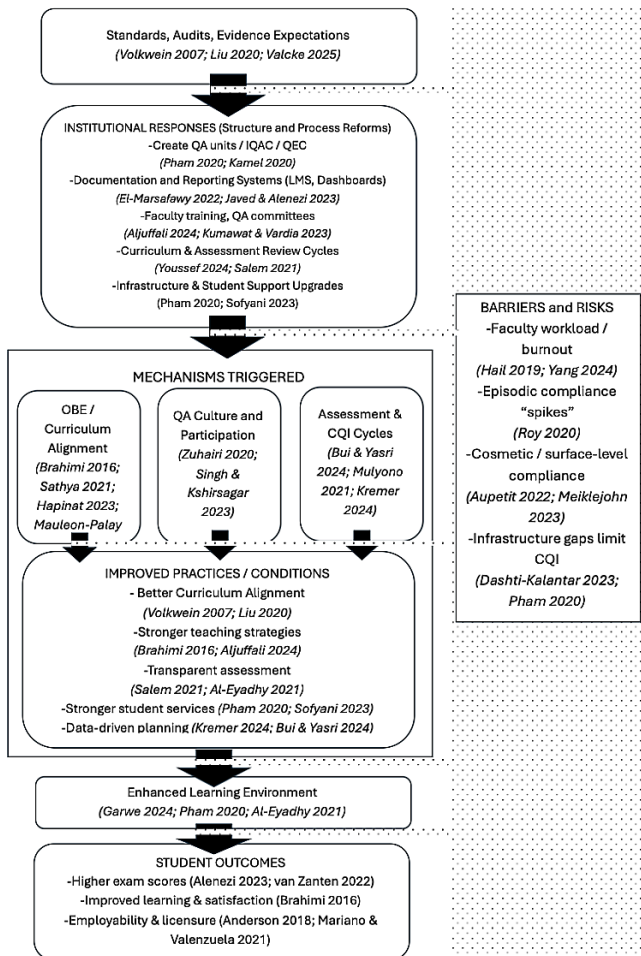 Standards, Audits, Evidence Expectations
(Volkwein 2007; Liu 2020; Valcke 2025)
INSTITUTIONAL RESPONSES (Structure and Process Reforms)
-Create QA units / IQAC / QEC
(Pham 2020; Kamel 2020)
-Documentation and Reporting Systems (LMS, Dashboards)
(El-Marsafawy 2022; Javed & Alenezi 2023)
-Faculty training, QA committees
(Aljuffali 2024; Kumawat & Vardia 2023)
-Curriculum & Assessment Review Cycles
(Youssef 2024; Salem 2021)
-Infrastructure & Student Support Upgrades
(Pham 2020; Sofyani 2023)
MECHANISMS TRIGGERED
OBE /
Curriculum
Alignment
(Brahimi 2016;
Sathya 2021;
Hapinat 2023;
Mauleon-Palay
QA Culture and
Participation
(Zuhairi 2020;
Singh &
Kshirsagar
2023)
Assessment &
CQI Cycles
(Bui & Yasri
2024; Mulyono
2021; Kremer
2024)
IMPROVED PRACTICES / CONDITIONS
- Better Curriculum Alignment
(Volkwein 2007; Liu 2020)
-Stronger teaching strategies
(Brahimi 2016; Aljuffali 2024)
-Transparent assessment
(Salem 2021; Al-Eyadhy 2021)
-Stronger student services (Pham 2020; Sofyani 2023)
-Data-driven planning (Kremer 2024; Bui & Yasri 2024)
Enhanced Learning Environment
(Garwe 2024; Pham 2020; Al-Eyadhy 2021)
STUDENT OUTCOMES
-Higher exam scores (Alenezi 2023; van Zanten 2022)
-Improved learning & satisfaction (Brahimi 2016)
-Employability & licensure (Anderson 2018; Mariano &
Valenzuela 2021)
BARRIERS and RISKS
-Faculty workload /
burnout
(Hail 2019; Yang 2024)
-Episodic compliance
“spikes”
(Roy 2020)
-Cosmetic / surface-level
compliance
(Aupetit 2022; Meiklejohn
2023)
-Infrastructure gaps limit
CQI
(Dashti-Kalantar 2023;
Pham 2020)